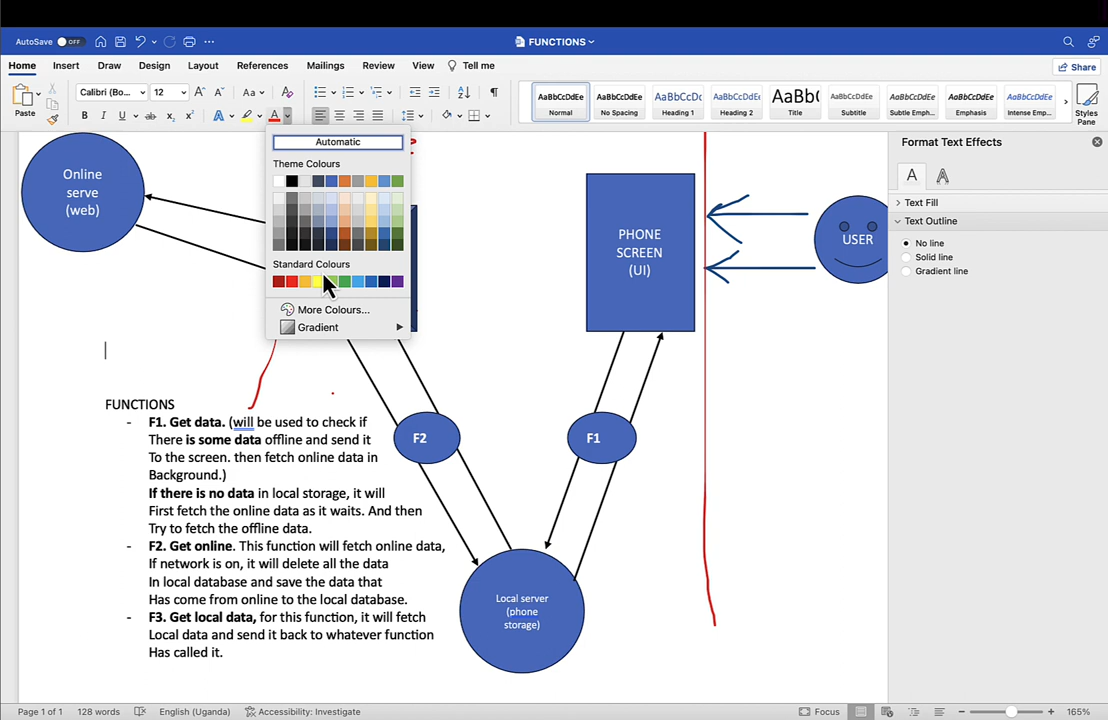 AutoSave OFF
FUNCTIONS
Home Insert Draw Design Layout References Mailings Review View Tell me
Share
Paste
Calibri (Bo... 12
AaBbCcDdEe
Normal
AaBbCcDdEe
No Spacing
AaBbCcDc
Heading 1
AaBbCcDdEe
Heading 2
AaBb(
Title
AaBbCcDdEe
Subtitle
AaBbCcDdEe
Subtle Emph...
AaBbCcDdEe
Emphasis
AaBbCcDdEe
Intense Emp...
Styles
Pane
Automatic
Theme Colours
Standard Colours
More Colours...
Gradient
Format Text Effects
Text Fill
Text Outline
No line
Solid line
Gradient line
Online
serve
(web)
PHONE
SCREEN
(UI)
USER
F2
F1
Local server
(phone
storage)
FUNCTIONS
- F1. Get data. (will be used to check if
There is some data offline and send it
To the screen. then fetch online data in
Background.)
If there is no data in local storage, it will
First fetch the online data as it waits. And then
Try to fetch the offline data.
- F2. Get online. This function will fetch online data,
If network is on, it will delete all the data
In local database and save the data that
Has come from online to the local database.
- F3. Get local data, for this function, it will fetch
Local data and send it back to whatever function
Has called it.
Page 1 of 1 128 words English (Uganda) Accessibility: Investigate
Focus
165%